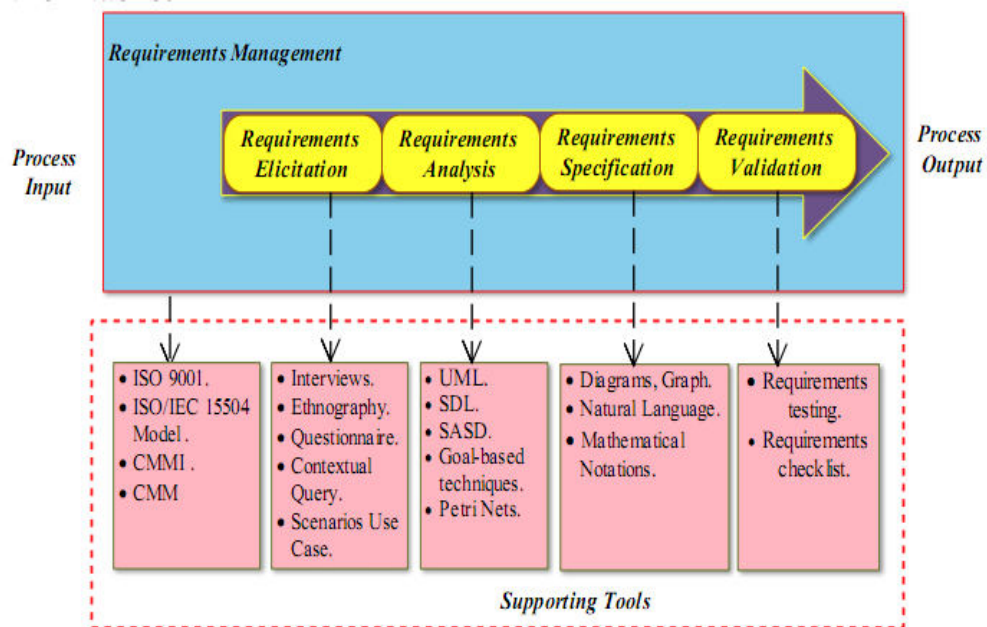 Requirements Management
Process
Input
Requirements
Elicitation
Requirements
Analysis
Requirements
Specification
Requirements
Validation
Process
Output
• ISO 9001.
• ISO/IEC 15504
Model .
• CMMI .
• CMM
• Interviews.
• Ethnography.
• Questionnaire.
• Contextual
Query.
• Scenarios Use
Case.
• UML.
• SDL.
• SASD.
• Goal-based
techniques.
• Petri Nets.
• Diagrams, Graph.
• Natural Language.
• Mathematical
Notations.
• Requirements
testing.
• Requirements
checklist.
Supporting Tools